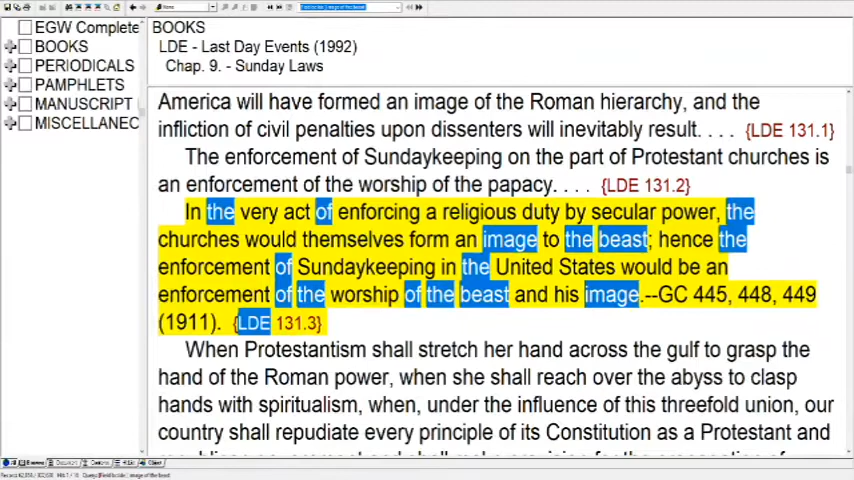 None
EGW Complete
BOOKS
PERIODICALS
PAMPHLETS
MANUSCRIPT
MISCELLANEC
BOOKS
LDE - Last Day Events (1992)
Chap. 9. - Sunday Laws
America will have formed an image of the Roman hierarchy, and the
infliction of civil penalties upon dissenters will inevitably result. . . . {LDE 131.1}
The enforcement of Sundaykeeping on the part of Protestant churches is
an enforcement of the worship of the papacy. . . . {LDE 131.2}
In the very act of enforcing a religious duty by secular power, the
churches would themselves form an image to the beast; hence the
enforcement of Sundaykeeping in the United States would be an
enforcement of the worship of the beast and his image.--GC 445, 448, 449
(1911). {LDE 131.3}
When Protestantism shall stretch her hand across the gulf to grasp the
hand of the Roman power, when she shall reach over the abyss to clasp
hands with spiritualism, when, under the influence of this threefold union, our
country shall repudiate every principle of its Constitution as a Protestant and